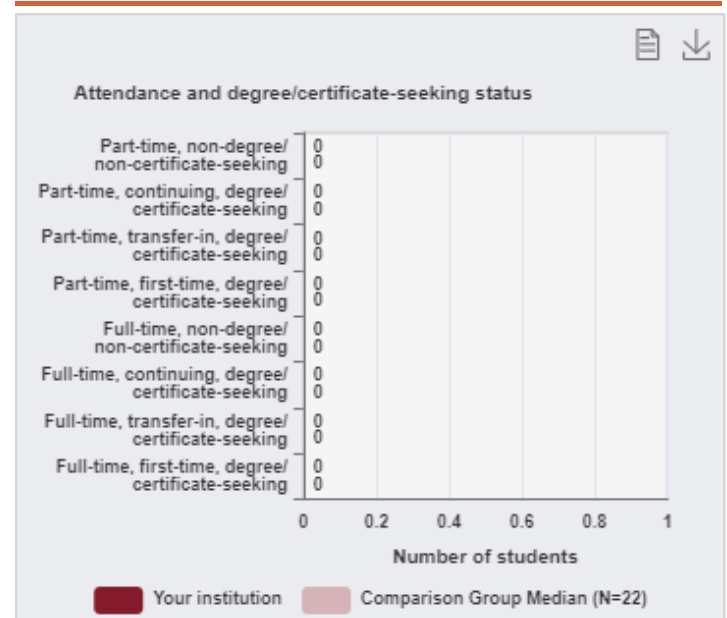 Attendance and degree/certificate-seeking status
Part-time, non-degree/
non-certificate-seeking
0
0
Part-time, continuing, degree/
certificate-seeking
0
0
Part-time, transfer-in, degree/
certificate-seeking
0
0
Part-time, first-time, degree/
certificate-seeking
0
0
Full-time, non-degree/
non-certificate-seeking
0
0
Full-time, continuing, degree/
certificate-seeking
0
0
Full-time, transfer-in, degree/
certificate-seeking
0
0
Full-time, first-time, degree/
certificate-seeking
0
0
0 0.2 0.4 0.6 0.8 1
Number of students
Your institution Comparison Group Median (N=22)